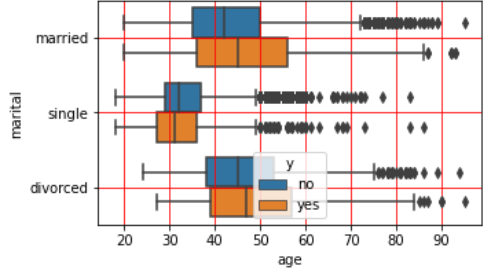 married
single
divorced
marital
y
no
yes
20 30 40 50 60 70 80 90
age